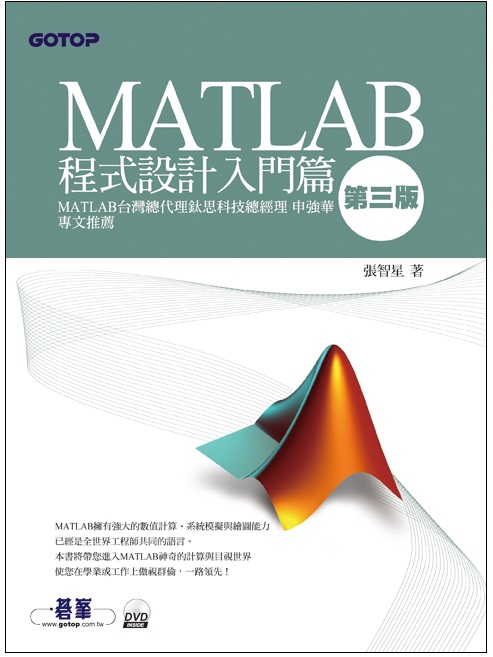 GOTOP
MATLAB
程式設計入門篇
第三版
MATLAB台灣總代理鈦思科技總經理 申強華
專文推薦
張智星 著
MATLAB擁有強大的數值計算、系統模擬與繪圖能力
已經是全世界工程師共同的語言。
本書將帶您進入MATLAB神奇的計算與目視世界
使您在學業或工作上傲視群倫，一路領先！
碁峯
www.gotop.com.tw
DVD
INSIDE